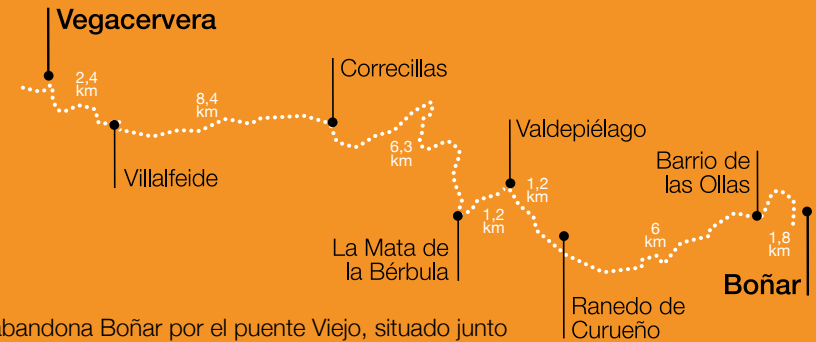 Vegacervera
2,4
km
8,4
km
Correcillas
Villalfeide
6,3
km
Valdepiélago
1,2
km
1,2
km
La Mata de
la Bérbula
Barrio de
las Ollas
6
km
1,8
km
Boñar
Ranedo de
Curueño
abandona Boñar por el puente Viejo, situado junto